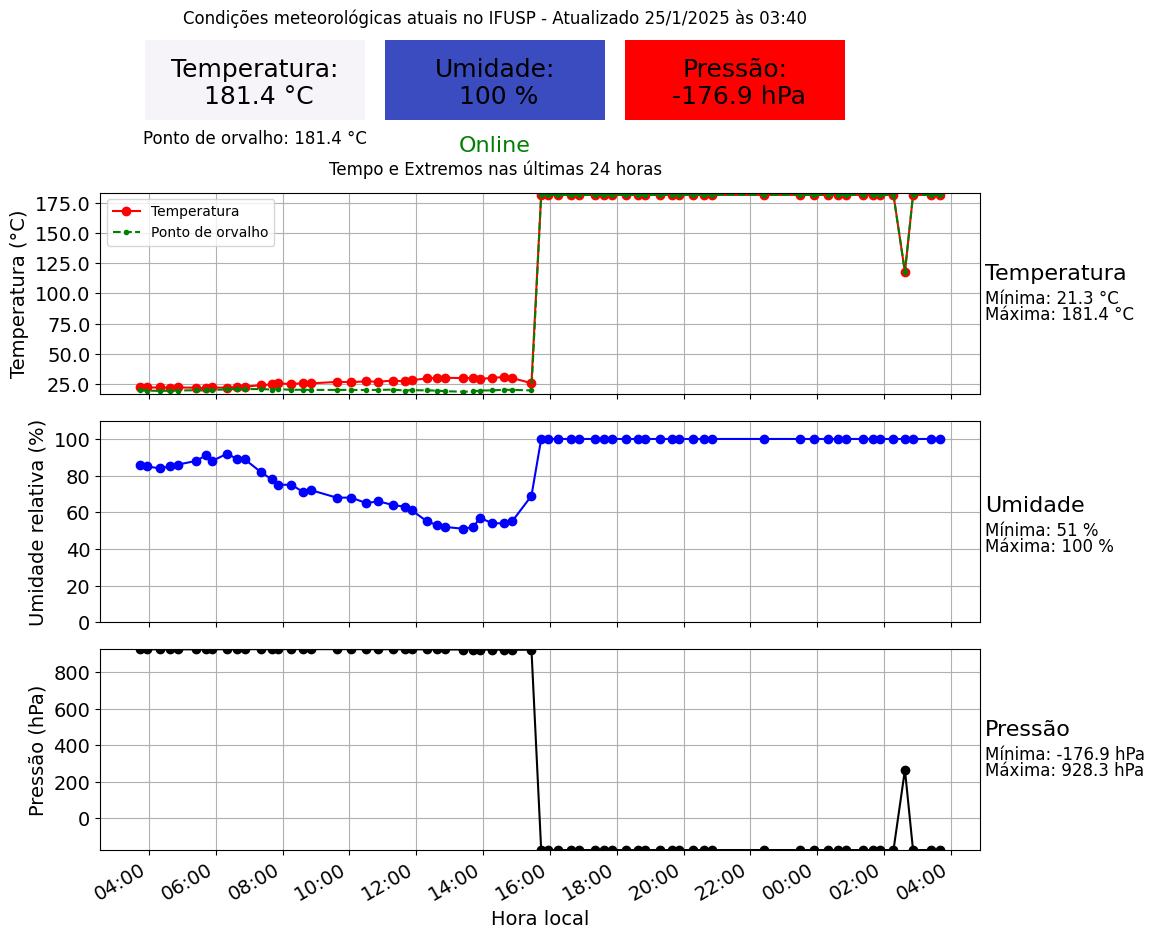 Condições meteorológicas atuais no IFUSP - Atualizado 25/1/2025 às 03:40
Temperatura:
181.4 °C
Umidade:
100 %
Pressão:
-176.9 hPa
Ponto de orvalho: 181.4 °C
Online
Tempo e Extremos nas últimas 24 horas
Temperatura (°C)
175.0
150.0
125.0
100.0
75.0
50.0
25.0
Temperatura
Ponto de orvalho
Temperatura
Mínima: 21.3 °C
Máxima: 181.4 °C
Umidade relativa (%)
100
80
60
40
20
0
Umidade
Mínima: 51 %
Máxima: 100 %
Pressão (hPa)
800
600
400
200
0
Pressão
Mínima: -176.9 hPa
Máxima: 928.3 hPa
04:00 06:00 08:00 10:00 12:00 14:00 16:00 18:00 20:00 22:00 00:00 02:00 04:00
Hora local